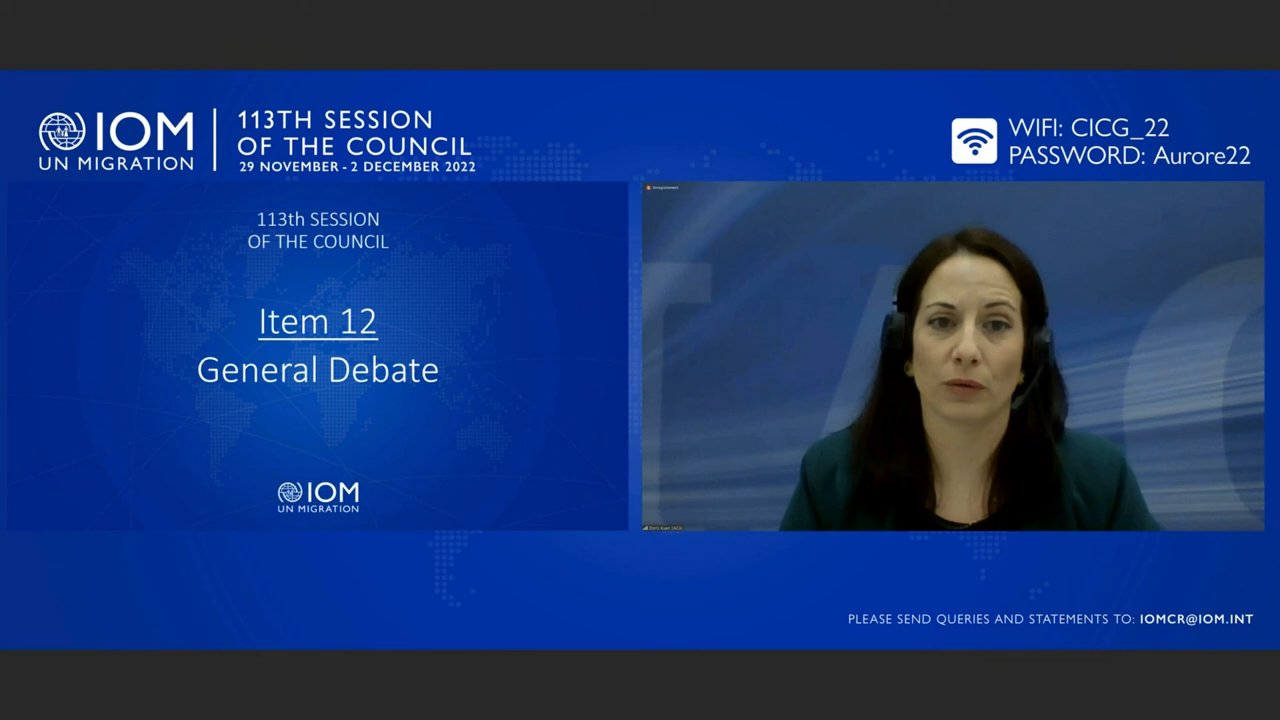 IOM
UN MIGRATION
113TH SESSION
OF THE COUNCIL
29 NOVEMBER - 2 DECEMBER 2022
WIFI: CICG_22
PASSWORD: Aurore22
113th SESSION
OF THE COUNCIL
Item 12
General Debate
IOM
UN MIGRATION
PLEASE SEND QUERIES AND STATEMENTS TO: IOMCR@IOM.INT